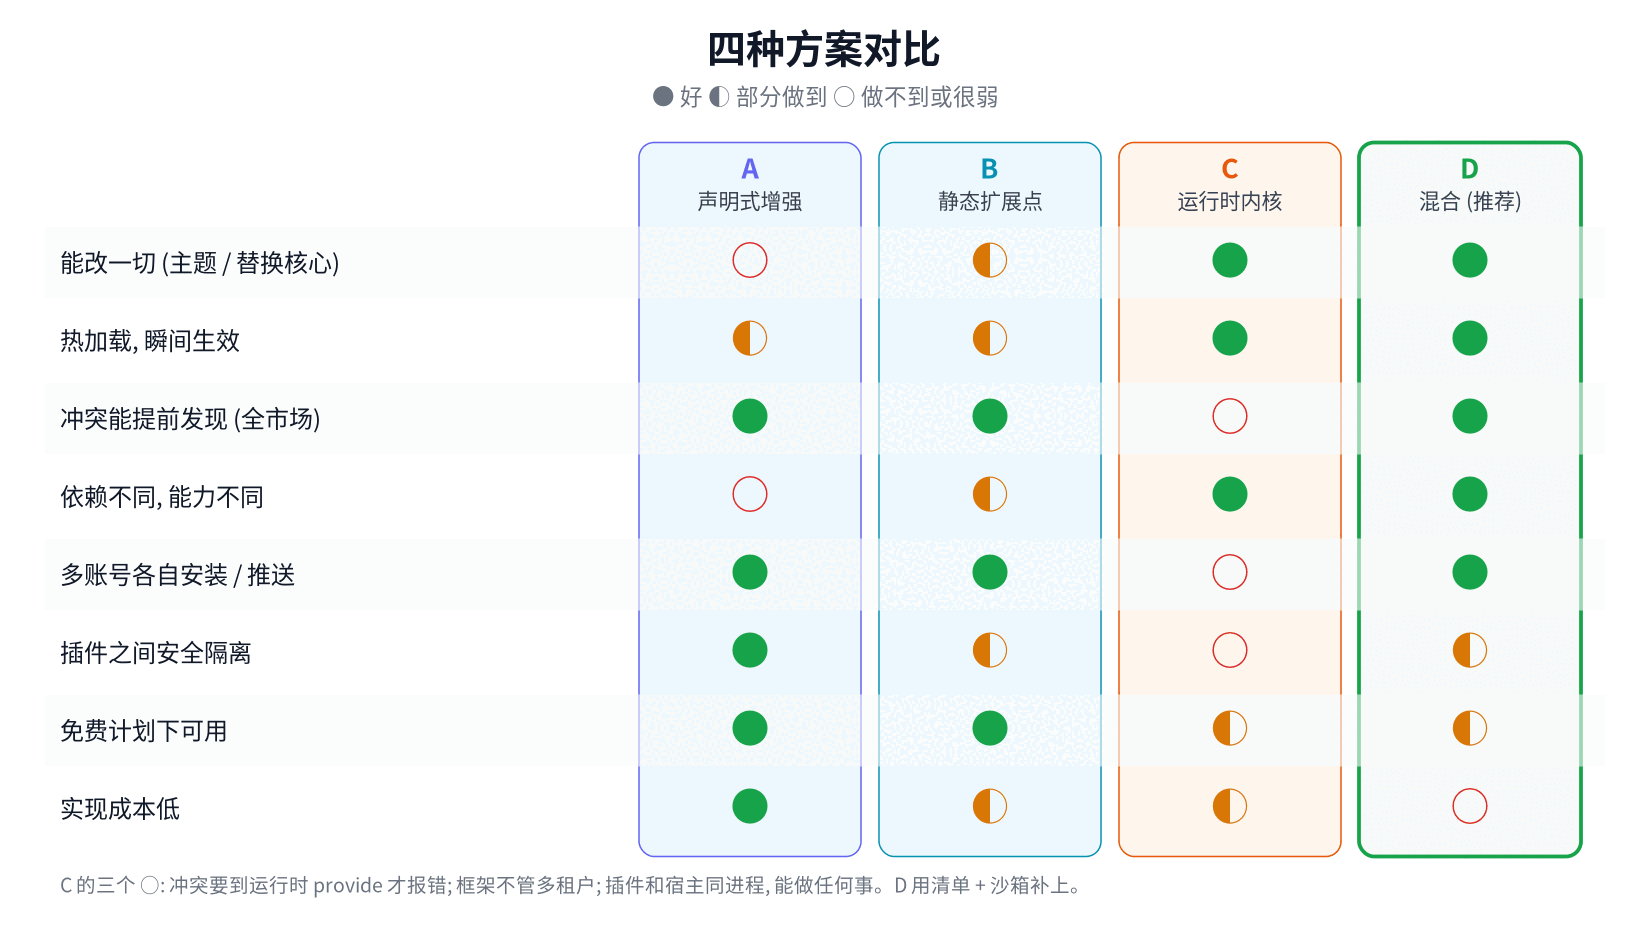 四种方案对比
● 好 ◐ 部分做到 ○ 做不到或很弱
A
声明式增强
B
静态扩展点
C
运行时内核
D
混合 (推荐)
能改一切 (主题 / 替换核心)
热加载, 瞬间生效
冲突能提前发现 (全市场)
依赖不同, 能力不同
多账号各自安装 / 推送
插件之间安全隔离
免费计划下可用
实现成本低
C 的三个 ○: 冲突要到运行时 provide 才报错; 框架不管多租户; 插件和宿主同进程, 能做任何事。D 用清单 + 沙箱补上。